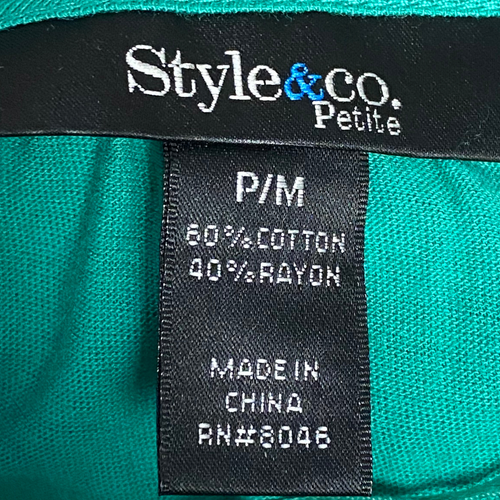 Style&co.
Petite
P/M
60%COTTON
40%RAYON
MADE IN
CHINA
RN#8046